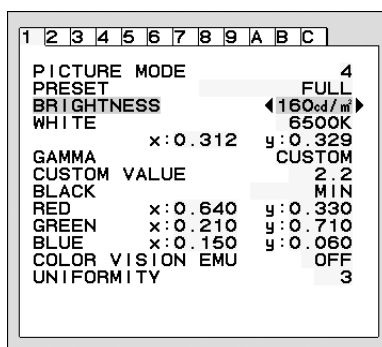 1 2 3 4 5 6 7 8 9 A B C
PICTURE MODE 4
PRESET FULL
BRIGHTNESS ◀160cd/㎡▶
WHITE 6500K
x:0.312 y:0.329
GAMMA CUSTOM
CUSTOM VALUE 2.2
BLACK MIN
RED x:0.640 y:0.330
GREEN x:0.210 y:0.710
BLUE x:0.150 y:0.060
COLOR VISION EMU OFF
UNIFORMITY 3